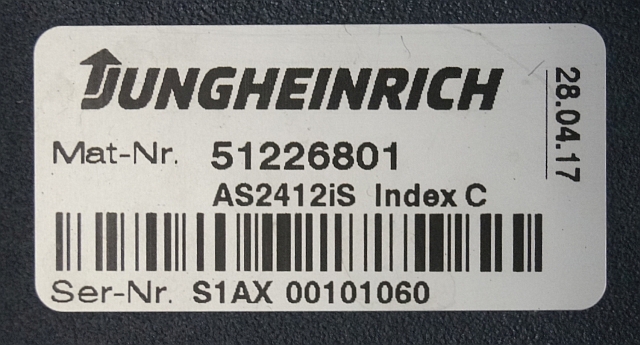 JUNGHEINRICH
Mat-Nr. 51226801
AS2412iS Index C
Ser-Nr. S1AX 00101060
28.04.17